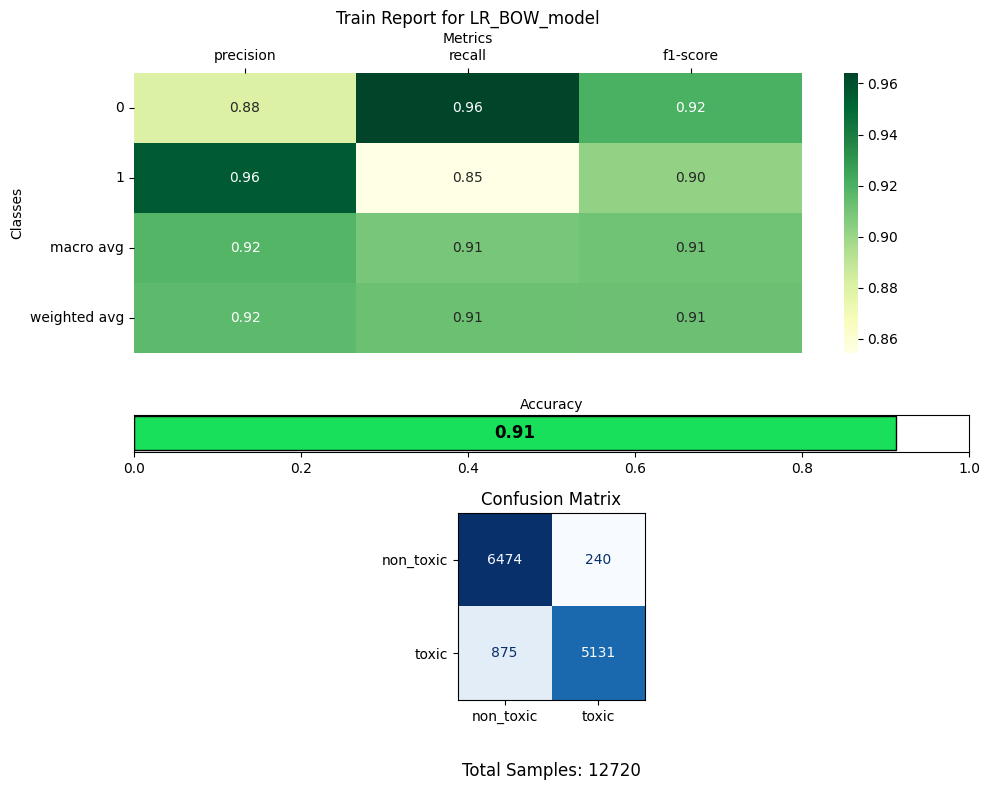 Train Report for LR_BOW_model
Metrics
precision recall f1-score
Classes
0 0.88 0.96 0.92
1 0.96 0.85 0.90
macro avg 0.92 0.91 0.91
weighted avg 0.92 0.91 0.91
0.96
0.94
0.92
0.90
0.88
0.86
Accuracy
0.91
0.0 0.2 0.4 0.6 0.8 1.0
Confusion Matrix
non_toxic 6474 240
toxic 875 5131
non_toxic toxic
Total Samples: 12720